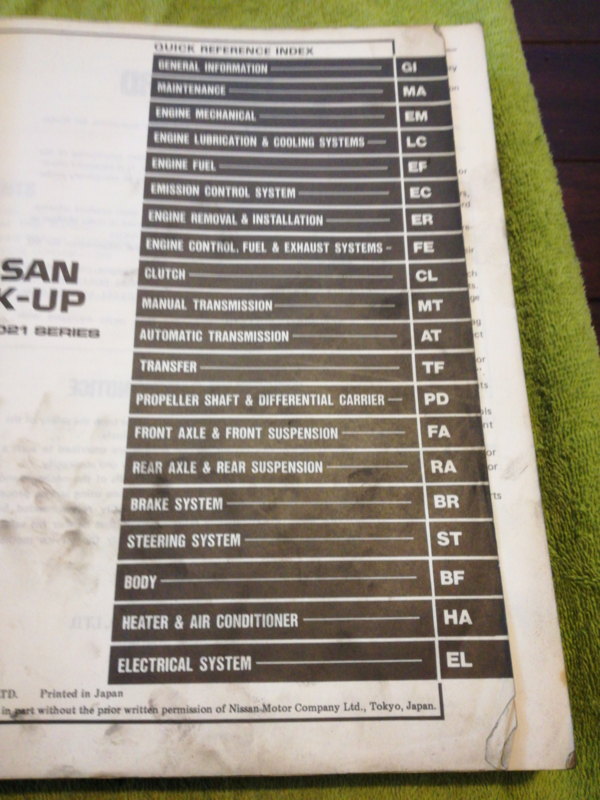 QUICK REFERENCE INDEX
GENERAL INFORMATION GI
MAINTENANCE MA
ENGINE MECHANICAL EM
ENGINE LUBRICATION & COOLING SYSTEMS LC
ENGINE FUEL EF
EMISSION CONTROL SYSTEM EC
ENGINE REMOVAL & INSTALLATION ER
ENGINE CONTROL, FUEL & EXHAUST SYSTEMS FE
CLUTCH CL
MANUAL TRANSMISSION MT
AUTOMATIC TRANSMISSION AT
TRANSFER TF
PROPELLER SHAFT & DIFFERENTIAL CARRIER PD
FRONT AXLE & FRONT SUSPENSION FA
REAR AXLE & REAR SUSPENSION RA
BRAKE SYSTEM BR
STEERING SYSTEM ST
BODY BF
HEATER & AIR CONDITIONER HA
ELECTRICAL SYSTEM EL
SAN
K-UP
D21 SERIES
TD. Printed in Japan
in part without the prior written permission of Nissan Motor Company Ltd., Tokyo, Japan.